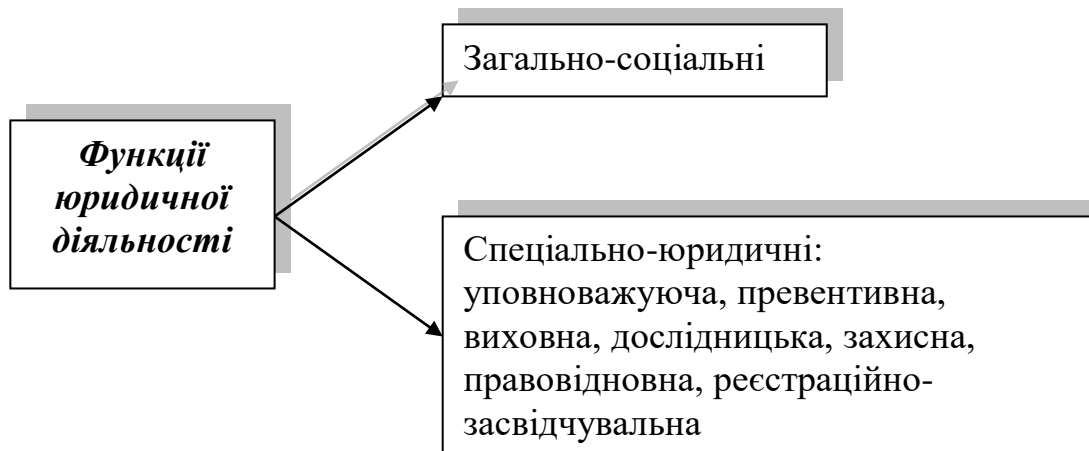 Загально-соціальні
Функції
юридичної
діяльності
Спеціально-юридичні:
уповноважуюча, превентивна,
виховна, дослідницька, захисна,
правовідновна, реєстраційно-
засвідчувальна